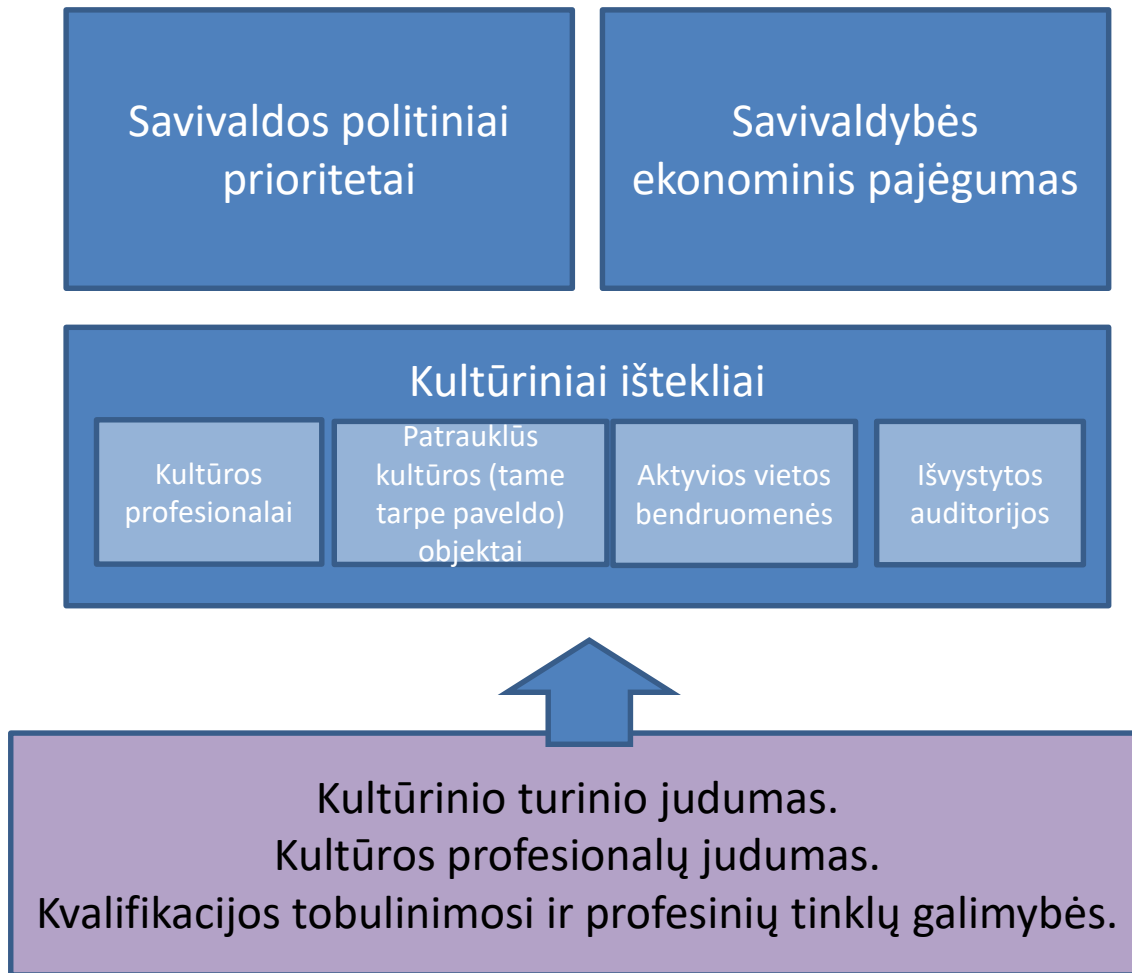 Savivaldos politiniai
prioritetai
Savivaldybės
ekonominis pajėgumas
Kultūriniai ištekliai
Kultūros
profesionalai
Patrauklūs
kultūros (tame
tarpe paveldo)
objektai
Aktyvios vietos
bendruomenės
Išvystytos
auditorijos
Kultūrinio turinio judumas.
Kultūros profesionalų judumas.
Kvalifikacijos tobulinimosi ir profesinių tinklų galimybės.